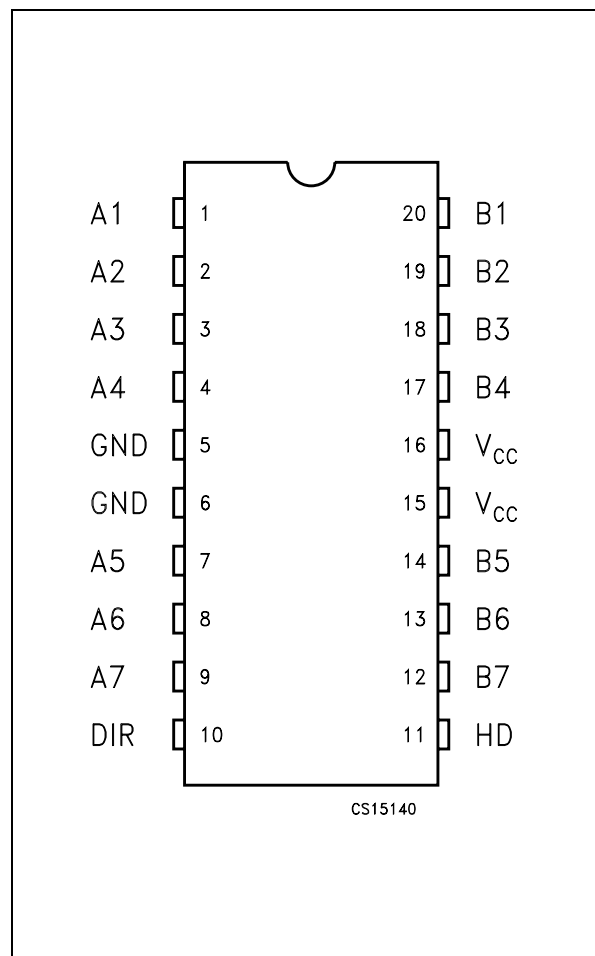 A1 1 20 B1
A2 2 19 B2
A3 3 18 B3
A4 4 17 B4
GND 5 16 VCC
GND 6 15 VCC
A5 7 14 B5
A6 8 13 B6
A7 9 12 B7
DIR 10 11 HD
CS15140